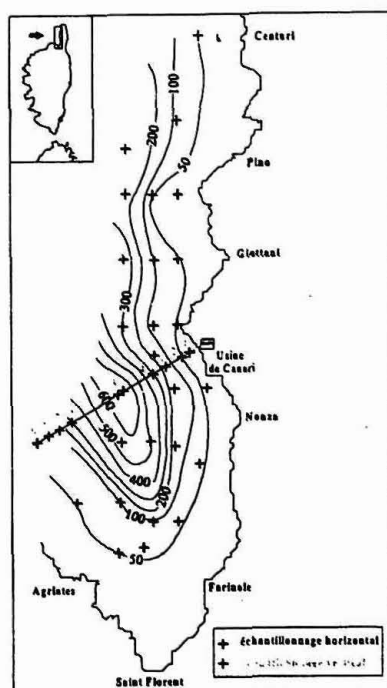 Centuri
100
200
50
Pino
Giottani
300
Usine
de Canari
600
Nonza
500
400
200
100
50
Agriates
Farinole
+ échantillonnage horizontal
+
Saint Florent